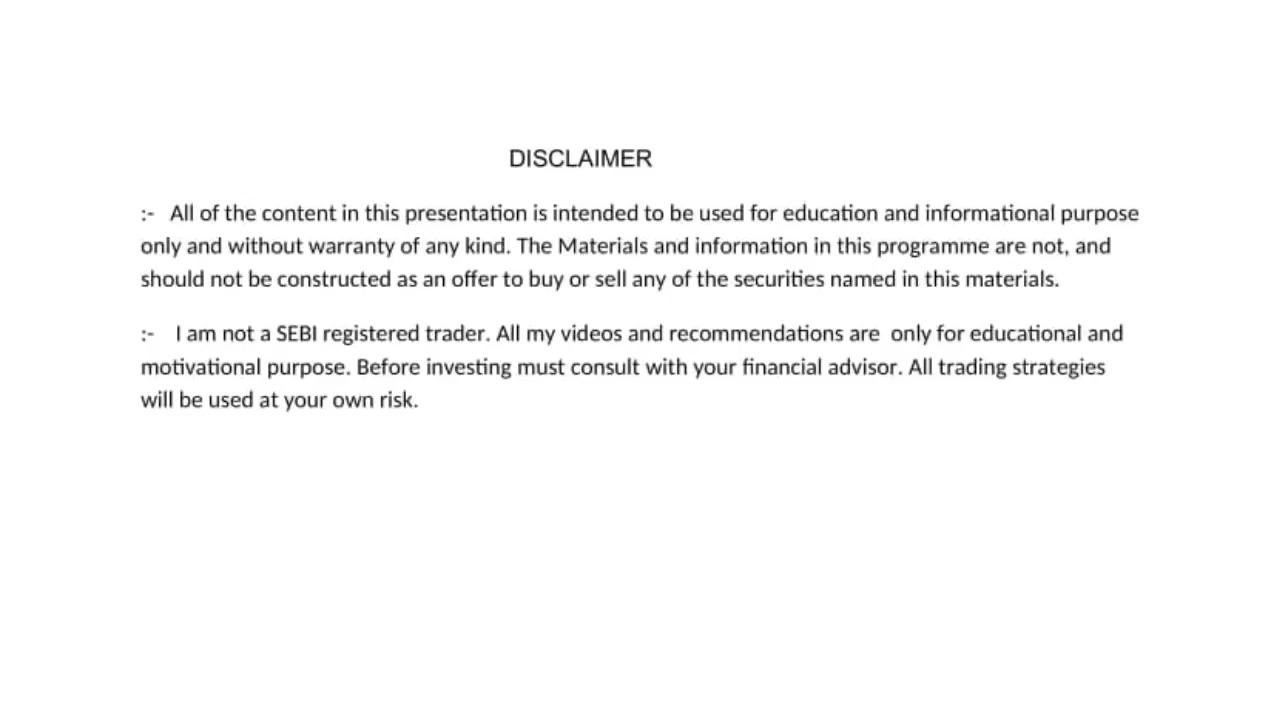 DISCLAIMER
:-   All of the content in this presentation is intended to be used for education and informational purpose
only and without warranty of any kind. The Materials and information in this programme are not, and
should not be constructed as an offer to buy or sell any of the securities named in this materials.
:-    I am not a SEBI registered trader. All my videos and recommendations are  only for educational and
motivational purpose. Before investing must consult with your financial advisor. All trading strategies
will be used at your own risk.